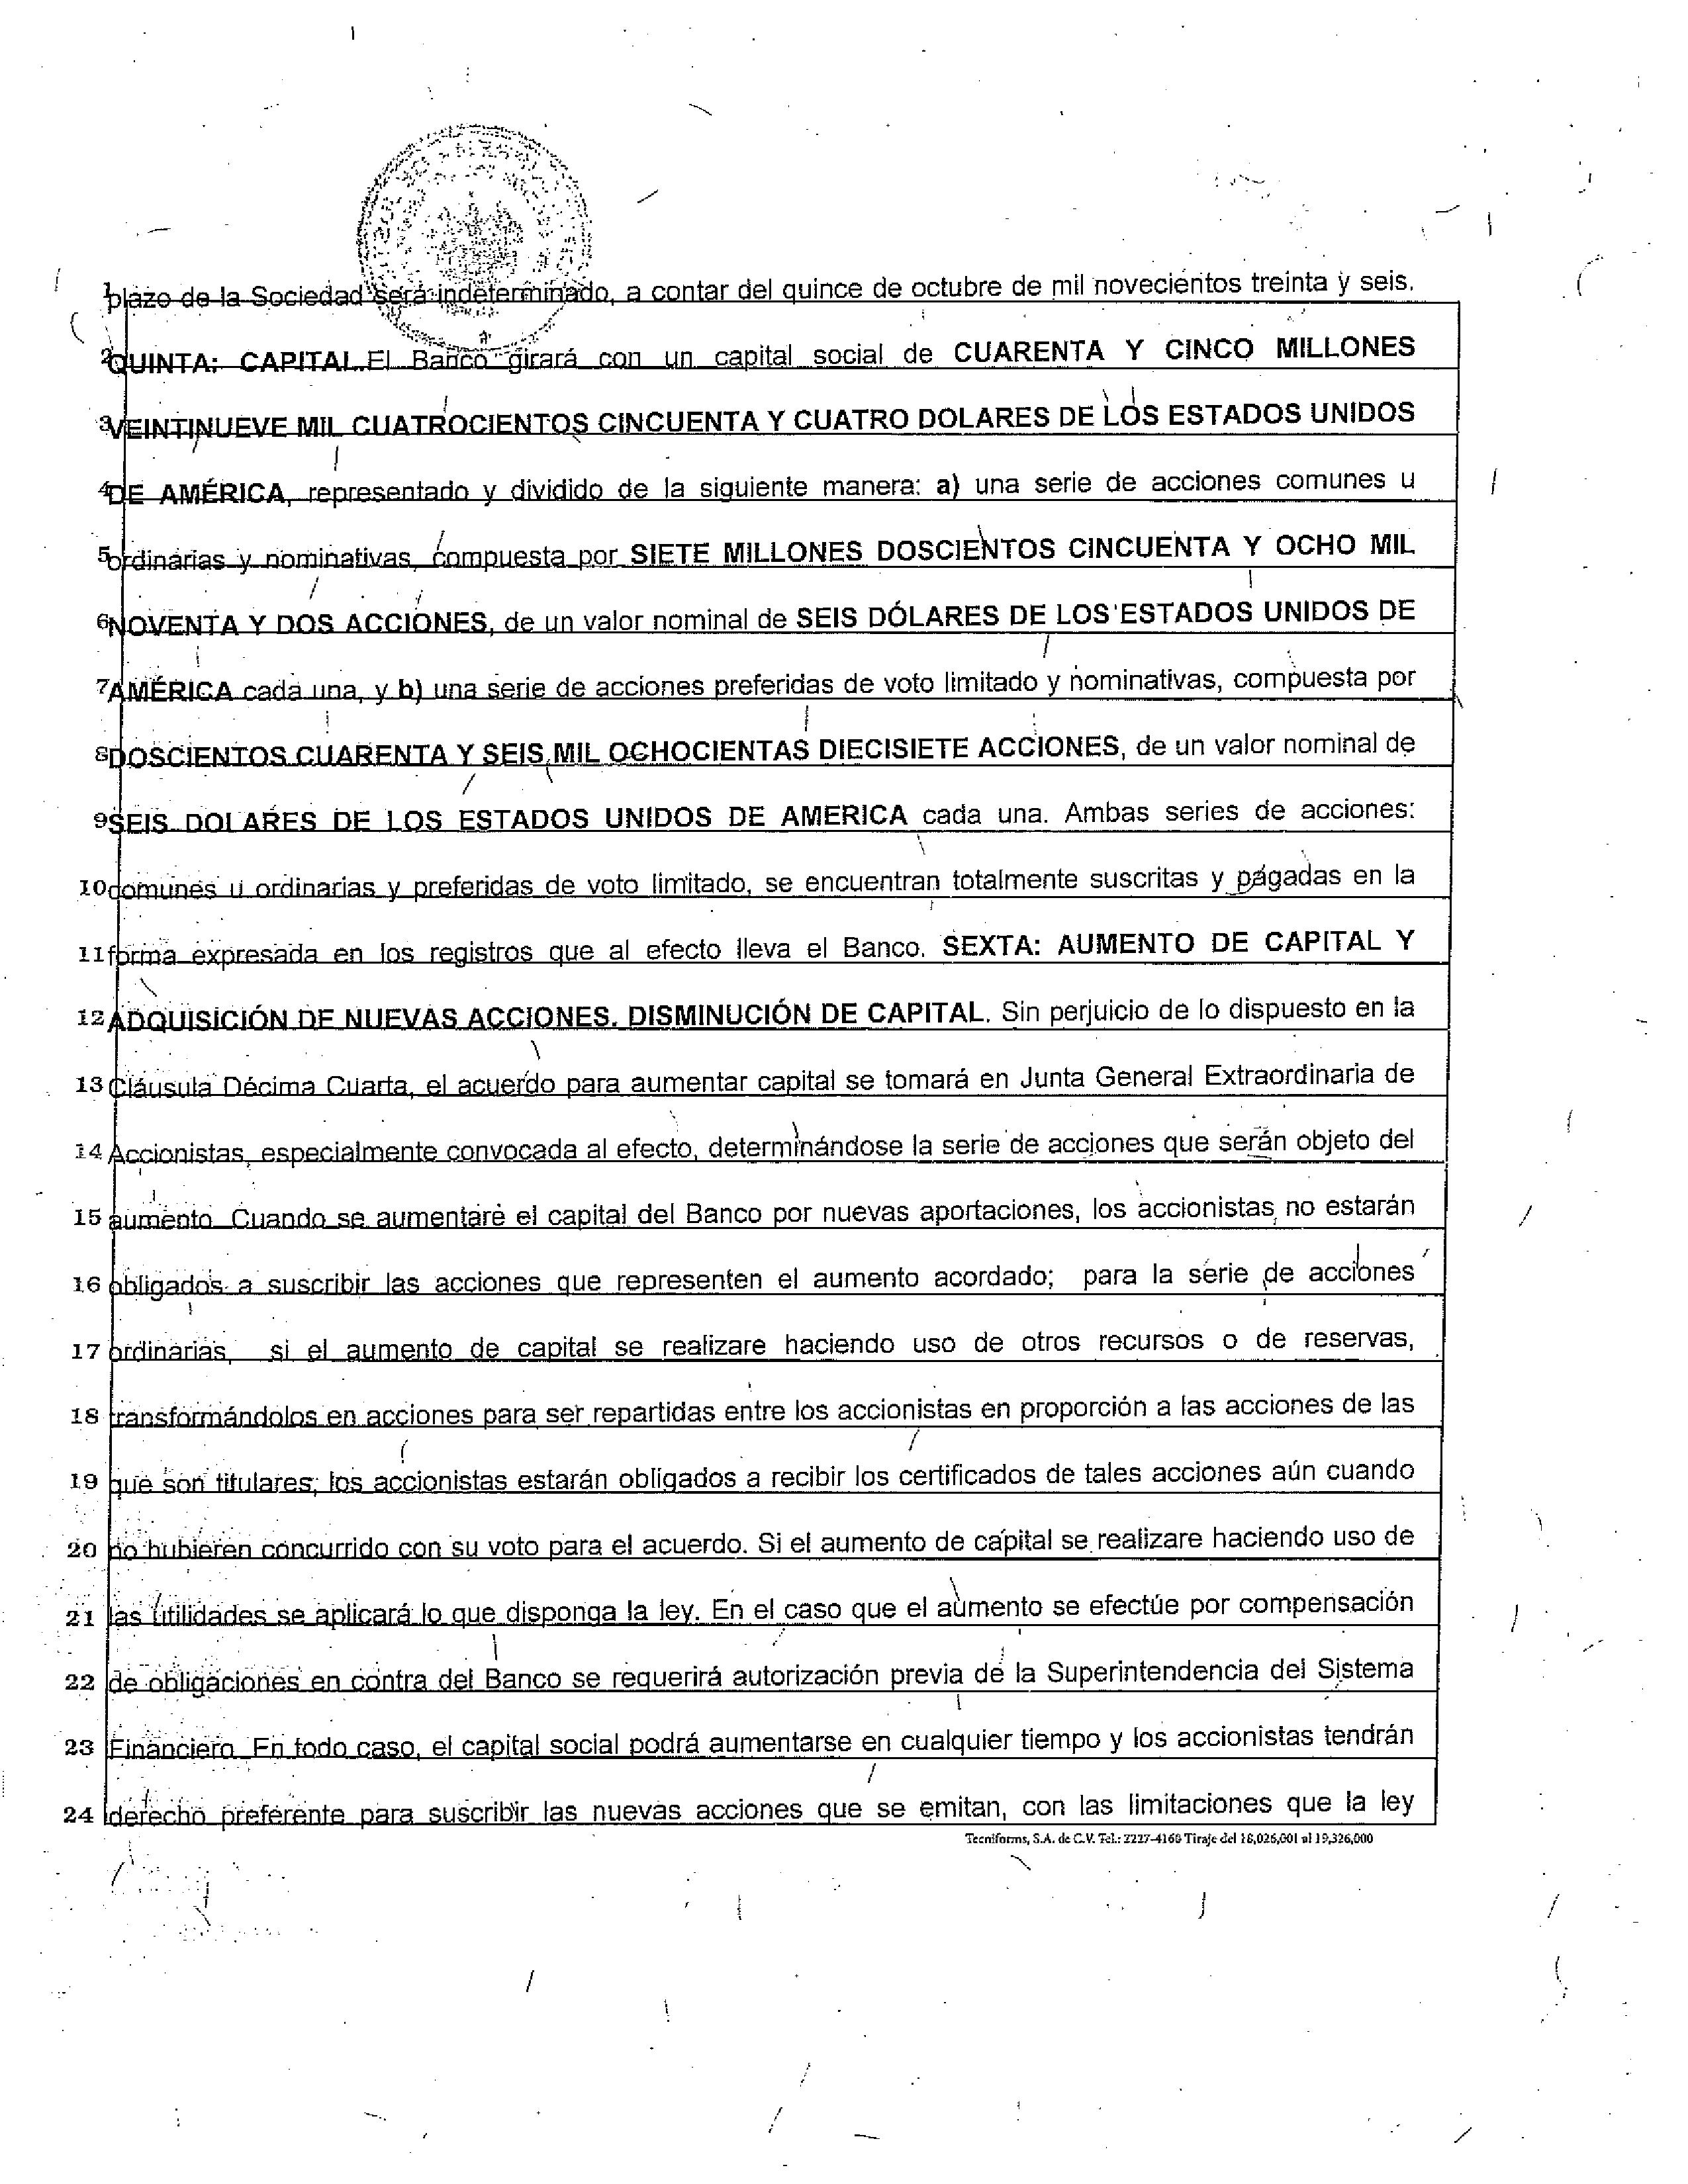 1 plazo de la Sociedad será indeterminado, a contar del quince de octubre de mil novecientos treinta y seis.
2 QUINTA: CAPITAL. El Banco girará con un capital social de CUARENTA Y CINCO MILLONES
3 VEINTINUEVE MIL CUATROCIENTOS CINCUENTA Y CUATRO DOLARES DE LOS ESTADOS UNIDOS
4 DE AMÉRICA, representado y dividido de la siguiente manera: a) una serie de acciones comunes u
5 ordinarias y nominativas, compuesta por SIETE MILLONES DOSCIENTOS CINCUENTA Y OCHO MIL
6 NOVENTA Y DOS ACCIONES, de un valor nominal de SEIS DÓLARES DE LOS ESTADOS UNIDOS DE
7 AMÉRICA cada una, y b) una serie de acciones preferidas de voto limitado y nominativas, compuesta por
8 DOSCIENTOS CUARENTA Y SEIS MIL OCHOCIENTAS DIECISIETE ACCIONES, de un valor nominal de
9 SEIS DOLARES DE LOS ESTADOS UNIDOS DE AMERICA cada una. Ambas series de acciones:
10 comunes u ordinarias y preferidas de voto limitado, se encuentran totalmente suscritas y pagadas en la
11 forma expresada en los registros que al efecto lleva el Banco. SEXTA: AUMENTO DE CAPITAL Y
12 ADQUISICIÓN DE NUEVAS ACCIONES. DISMINUCIÓN DE CAPITAL. Sin perjuicio de lo dispuesto en la
13 Cláusula Décima Cuarta, el acuerdo para aumentar capital se tomará en Junta General Extraordinaria de
14 Accionistas, especialmente convocada al efecto, determinándose la serie de acciones que serán objeto del
15 aumento. Cuando se aumentare el capital del Banco por nuevas aportaciones, los accionistas no estarán
16 obligados a suscribir las acciones que representen el aumento acordado; para la serie de acciones
17 ordinarias, si el aumento de capital se realizare haciendo uso de otros recursos o de reservas,
18 transformándolos en acciones para ser repartidas entre los accionistas en proporción a las acciones de las
19 que son titulares; los accionistas estarán obligados a recibir los certificados de tales acciones aún cuando
20 no hubieren concurrido con su voto para el acuerdo. Si el aumento de capital se realizare haciendo uso de
21 las utilidades se aplicará lo que disponga la ley. En el caso que el aumento se efectúe por compensación
22 de obligaciones en contra del Banco se requerirá autorización previa de la Superintendencia del Sistema
23 Financiero. En todo caso, el capital social podrá aumentarse en cualquier tiempo y los accionistas tendrán
24 derecho preferente para suscribir las nuevas acciones que se emitan, con las limitaciones que la ley
Tecniforms, S.A. de C.V. Tel.: 2227-4160 Tiraje del 18,026,001 al 19,326,000